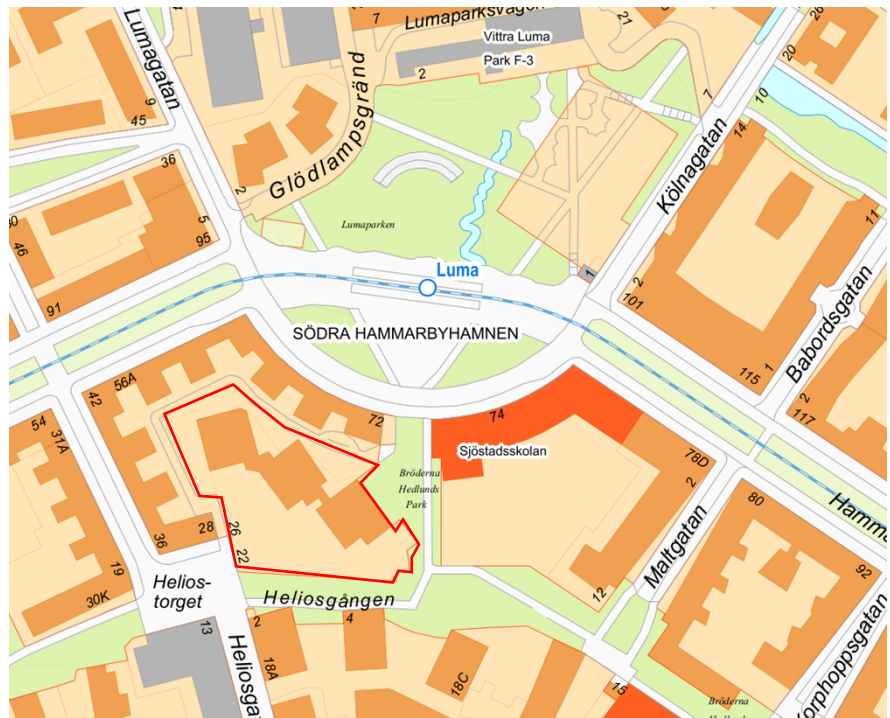 Lumaparksvägen
7
21
26
20
Lumagatan
Vittra Luma
Park F-3
2
9
45
7
10
Glödlampsgränd
36
2
14
Kölnagatan
5
95
46
Lumaparken
11
Luma
1
2
101
91
SÖDRA HAMMARBYHAMNEN
Babordsgatan
1
115
2
117
56A
42
72
74
54
31A
Sjöstadsskolan
78D
2
Bröderna
Hedlunds
Park
80
Maltgatan
28
26
22
36
92
19
30K
12
Helios-
torget
Heliosgången
13
2
4
18A
18C
15
Bröderna